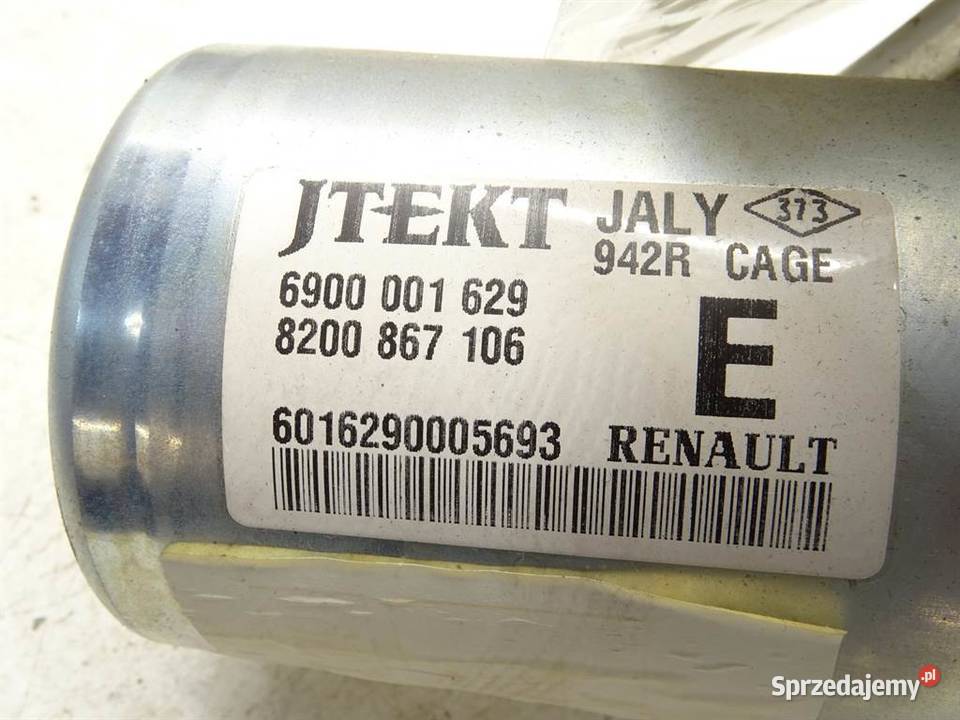 JTEKT JALY 373
942R CAGE
6900 001 629
8200 867 106
E
6016290005693 RENAULT
Sprzedajemy.pl